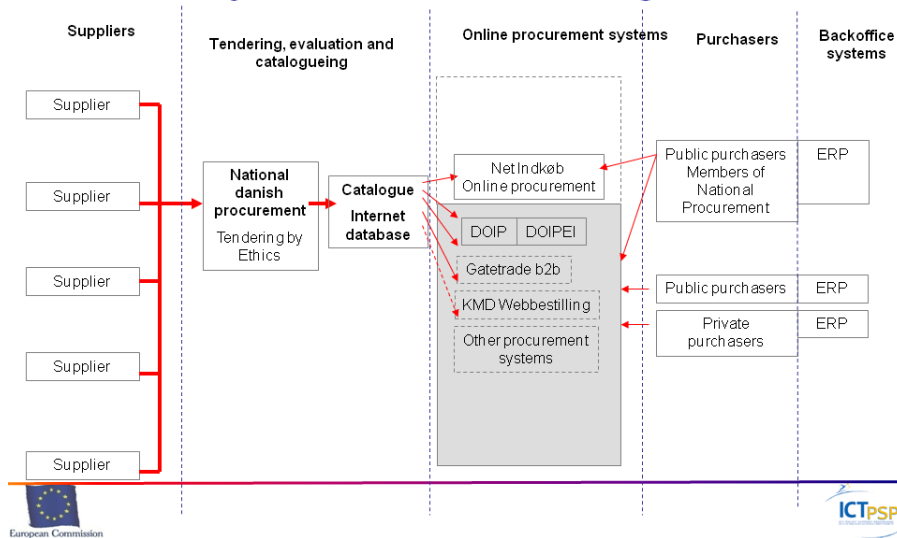 Suppliers
Tendering, evaluation and
catalogueing
Online procurement systems
Purchasers
Backoffice
systems
Supplier
Supplier
Supplier
Supplier
Supplier
National
danish
procurement
Tendering by
Ethics
Catalogue
Internet
database
NetIndkøb
Online procurement
DOIP
DOIPEI
Gatetrade b2b
KMD Webbestilling
Other procurement
systems
Public purchasers
Members of
National
Procurement
ERP
Public purchasers
ERP
Private
purchasers
ERP
European Commission
ICT PSP